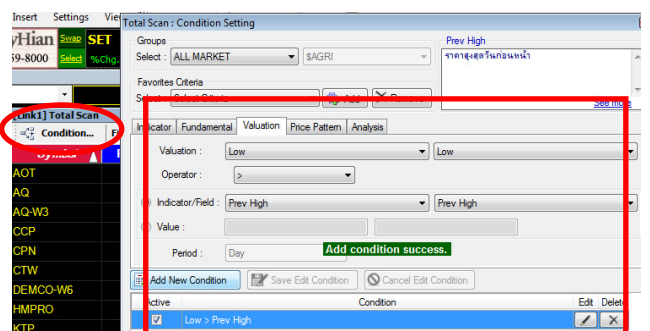 Insert Settings Vie
yHian Swap SET
59-8000 Select %Chg.
[Link1] Total Scan
Condition... F
Symbol
AOT
AQ
AQ-W3
CCP
CPN
CTW
DEMCO-W6
HMPRO
KTP
Total Scan : Condition Setting
Groups
Select : ALL MARKET $AGRI
Prev High
ราคาสูงสุดวันก่อนหน้า
See more
Favorites Criteria
Select : Select Criteria Add Remove
Indicator Fundamental Valuation Price Pattern Analysis
Valuation : Low Low
Operator : >
Indicator/Field : Prev High Prev High
Value :
Period : Day
Add condition success.
Add New Condition Save Edit Condition Cancel Edit Condition
Active Condition Edit Delete
Low > Prev High